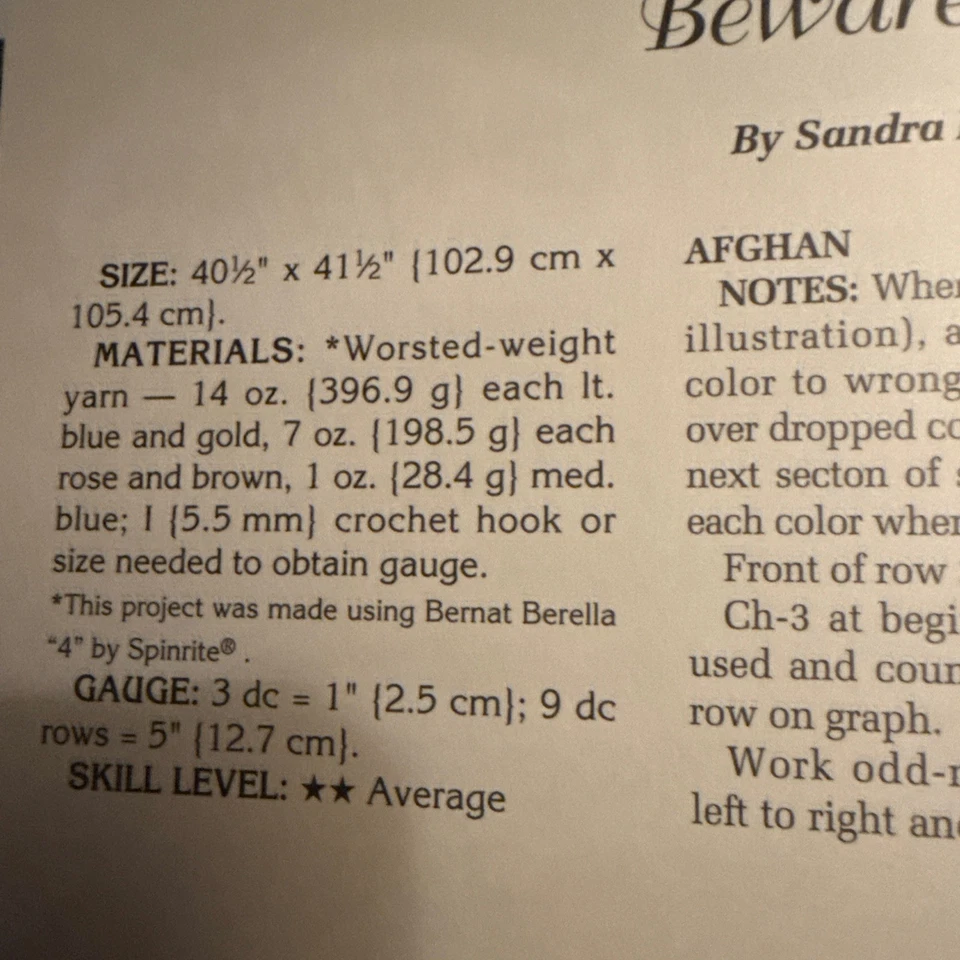 Beware
By Sandra
SIZE: 40½" x 41½" {102.9 cm x
105.4 cm}.
MATERIALS: *Worsted-weight
yarn — 14 oz. {396.9 g} each lt.
blue and gold, 7 oz. {198.5 g} each
rose and brown, 1 oz. {28.4 g} med.
blue; I {5.5 mm} crochet hook or
size needed to obtain gauge.
*This project was made using Bernat Berella
“4” by Spinrite® .
GAUGE: 3 dc = 1" {2.5 cm}; 9 dc
rows = 5" {12.7 cm}.
SKILL LEVEL: ★★ Average
AFGHAN
NOTES: When
illustration), a
color to wrong
over dropped co
next secton of s
each color when
Front of row
Ch-3 at begi
used and coun
row on graph.
Work odd-n
left to right and